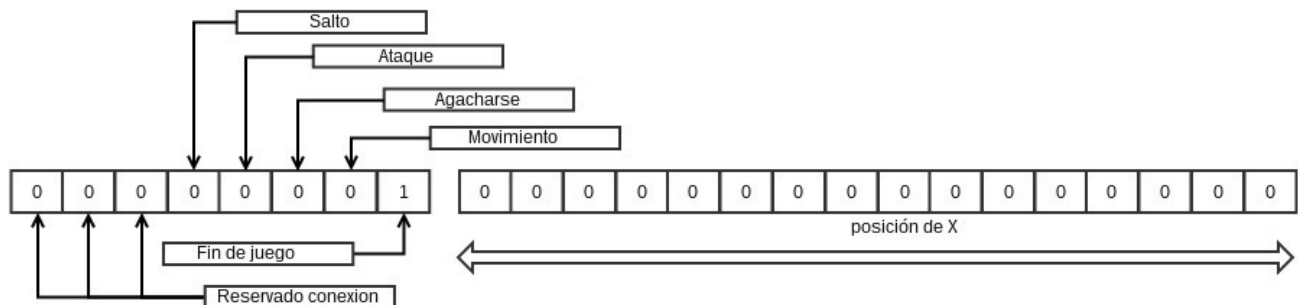 Salto
Ataque
Agacharse
Movimiento
0 0 0 0 0 0 0 1 0 0 0 0 0 0 0 0 0 0 0 0 0 0 0 0
posición de X
Fin de juego
Reservado conexion